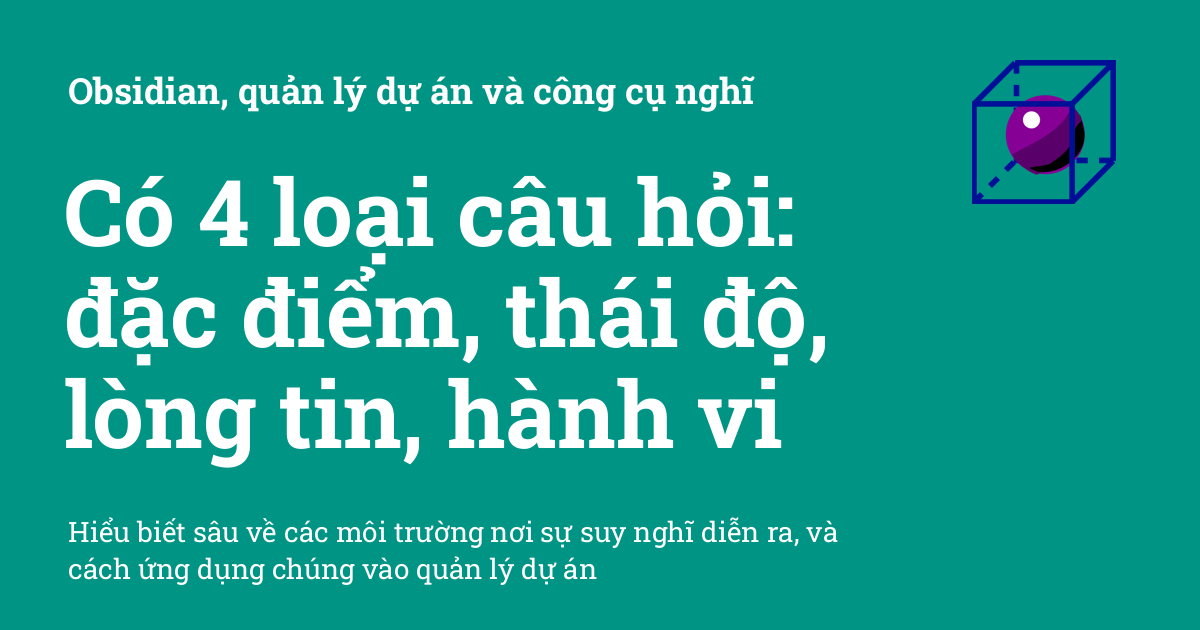 Obsidian, quản lý dự án và công cụ nghĩ
Có 4 loại câu hỏi:
đặc điểm, thái độ,
lòng tin, hành vi
Hiểu biết sâu về các môi trường nơi sự suy nghĩ diễn ra, và
cách ứng dụng chúng vào quản lý dự án